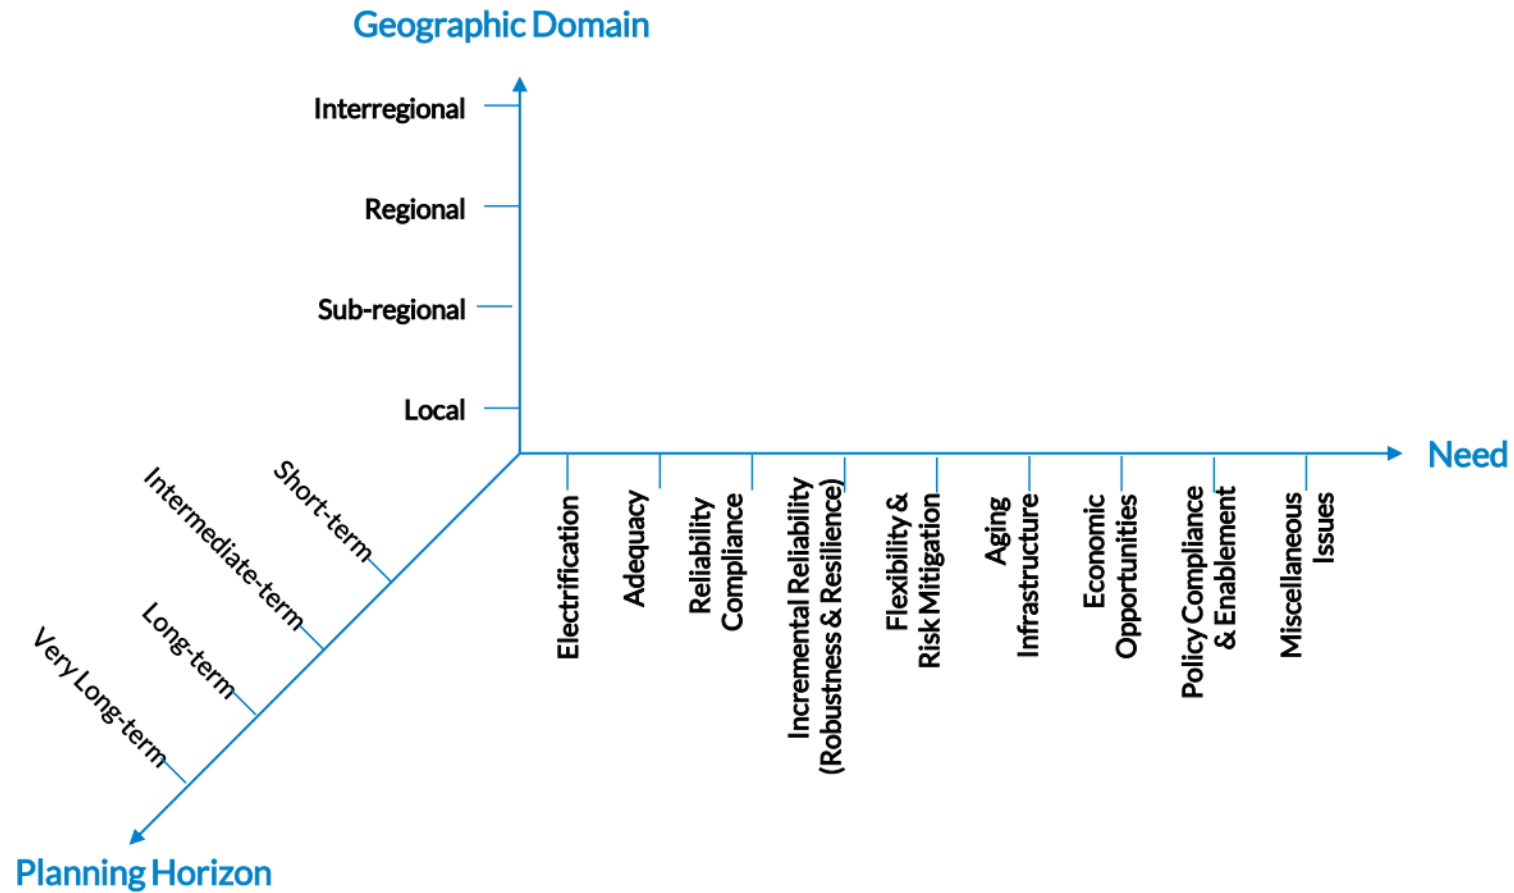 Geographic Domain
Interregional
Regional
Sub-regional
Local
Need
Short-term
Intermediate-term
Long-term
Very Long-term
Planning Horizon
Electrification
Adequacy
Reliability
Compliance
Incremental Reliability
(Robustness & Resilience)
Flexibility &
Risk Mitigation
Aging
Infrastructure
Economic
Opportunities
Policy Compliance
& Enablement
Miscellaneous
Issues